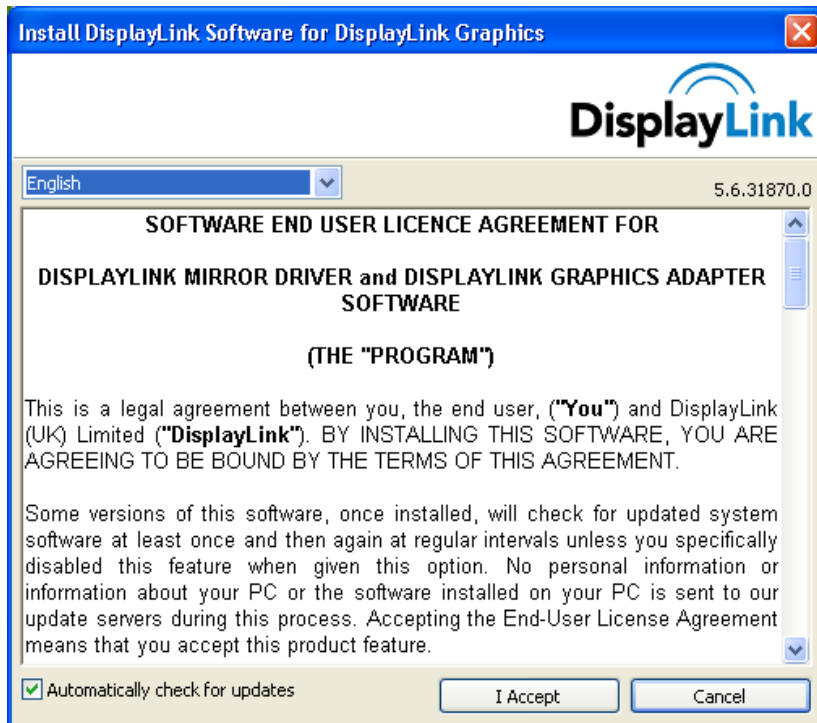 Install DisplayLink Software for DisplayLink Graphics
DisplayLink
English
5.6.31870.0
SOFTWARE END USER LICENCE AGREEMENT FOR
DISPLAYLINK MIRROR DRIVER and DISPLAYLINK GRAPHICS ADAPTER
SOFTWARE
(THE "PROGRAM")
This is a legal agreement between you, the end user, ("You") and DisplayLink
(UK) Limited ("DisplayLink"). BY INSTALLING THIS SOFTWARE, YOU ARE
AGREEING TO BE BOUND BY THE TERMS OF THIS AGREEMENT.
Some versions of this software, once installed, will check for updated system
software at least once and then again at regular intervals unless you specifically
disabled this feature when given this option. No personal information or
information about your PC or the software installed on your PC is sent to our
update servers during this process. Accepting the End-User License Agreement
means that you accept this product feature.
Automatically check for updates
I Accept
Cancel